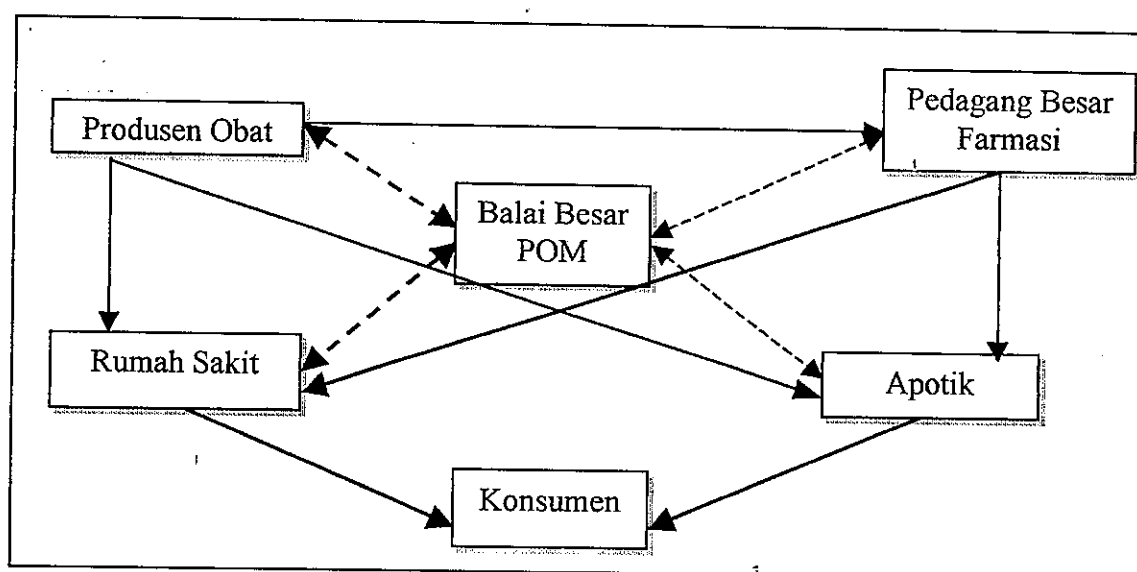 Produsen Obat
Pedagang Besar
Farmasi
Balai Besar
POM
Rumah Sakit
Apotik
Konsumen